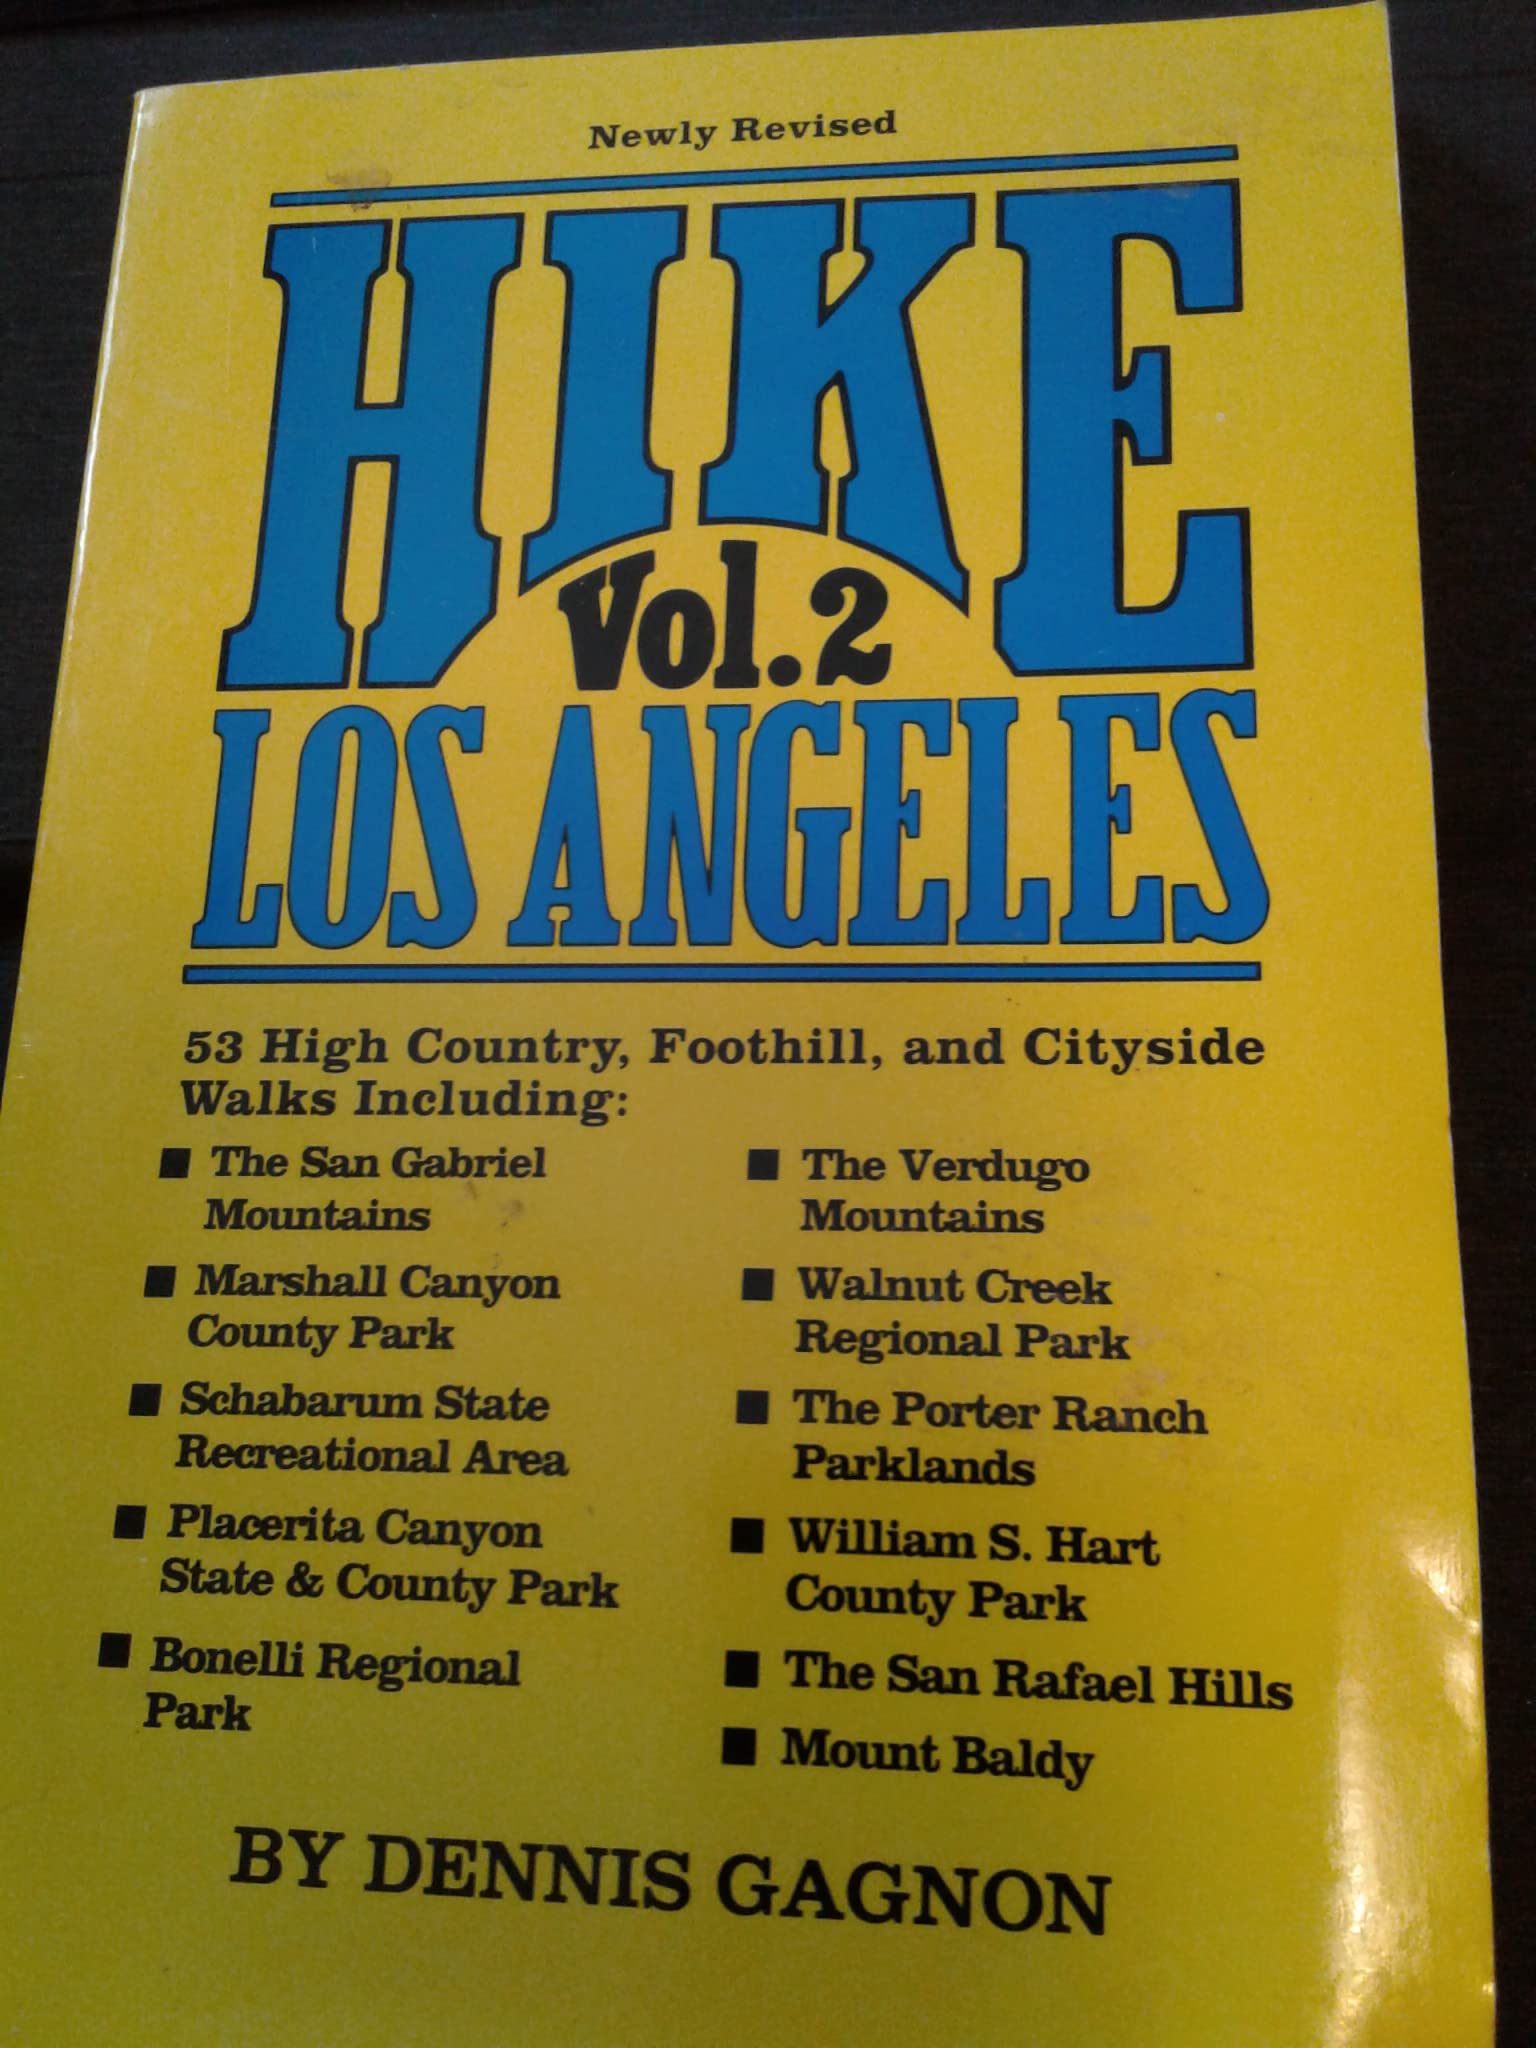 Newly Revised
HIKE
Vol. 2
LOS ANGELES
53 High Country, Foothill, and Cityside
Walks Including:
■ The San Gabriel
Mountains
■ Marshall Canyon
County Park
■ Schabarum State
Recreational Area
■ Placerita Canyon
State & County Park
■ Bonelli Regional
Park
■ The Verdugo
Mountains
■ Walnut Creek
Regional Park
■ The Porter Ranch
Parklands
■ William S. Hart
County Park
■ The San Rafael Hills
■ Mount Baldy
BY DENNIS GAGNON